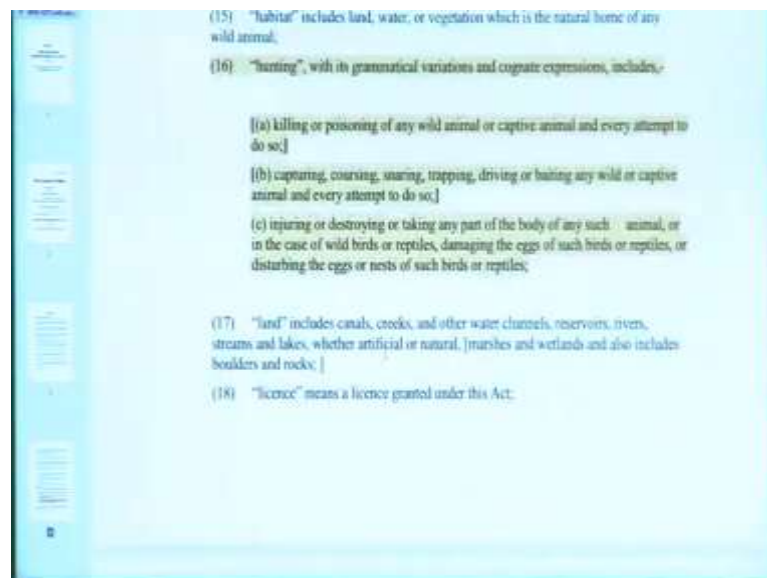 (15) "habitat" includes land, water, or vegetation which is the natural home of any
wild animal;
(16) "hunting", with its grammatical variations and cognate expressions, includes,-
[(a) killing or poisoning of any wild animal or captive animal and every attempt to
do so;]
[(b) capturing, coursing, snaring, trapping, driving or baiting any wild or captive
animal and every attempt to do so;]
(c) injuring or destroying or taking any part of the body of any such animal, or
in the case of wild birds or reptiles, damaging the eggs of such birds or reptiles, or
disturbing the eggs or nests of such birds or reptiles;
(17) "land" includes canals, creeks, and other water channels, reservoirs, rivers,
streams and lakes, whether artificial or natural, [marshes and wetlands and also includes
boulders and rocks; ]
(18) "licence" means a licence granted under this Act;